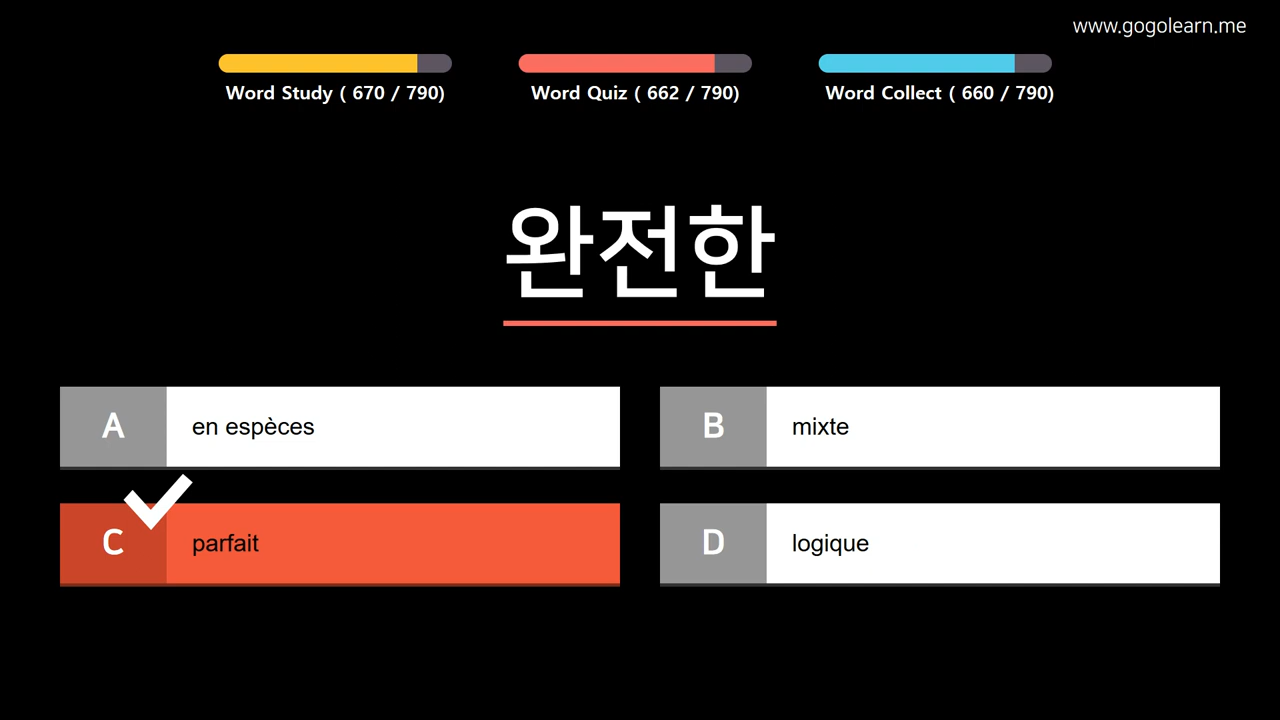 www.gogolearn.me
Word Study ( 670 / 790)
Word Quiz ( 662 / 790)
Word Collect ( 660 / 790)
완전한
A en espèces
B mixte
C parfait
D logique